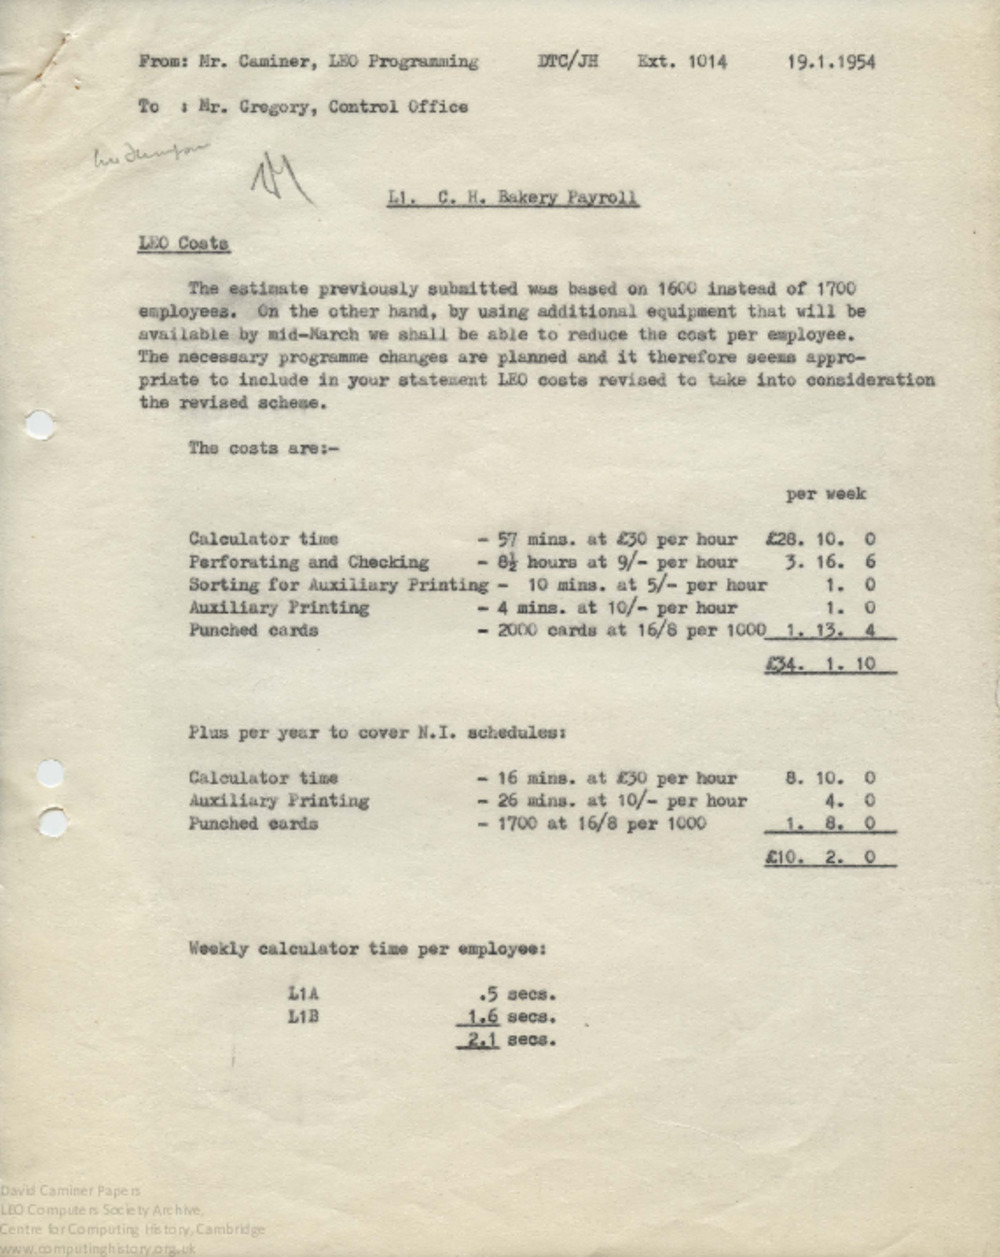 From: Mr. Caminer, LEO Programming DTC/JH Ext. 1014 19.1.1954
To : Mr. Gregory, Control Office
L1. C. H. Bakery Payroll
LEO Costs
The estimate previously submitted was based on 1600 instead of 1700
employees. On the other hand, by using additional equipment that will be
available by mid-March we shall be able to reduce the cost per employee.
The necessary programme changes are planned and it therefore seems appro-
priate to include in your statement LEO costs revised to take into consideration
the revised scheme.
The costs are:-
per week
Calculator time - 57 mins. at £30 per hour £28. 10. 0
Perforating and Checking - 8½ hours at 9/- per hour 3. 16. 6
Sorting for Auxiliary Printing - 10 mins. at 5/- per hour 1. 0
Auxiliary Printing - 4 mins. at 10/- per hour 1. 0
Punched cards - 2000 cards at 16/8 per 1000 1. 13. 4
£34. 1. 10
Plus per year to cover N.I. schedules:
Calculator time - 16 mins. at £30 per hour 8. 10. 0
Auxiliary Printing - 26 mins. at 10/- per hour 4. 0
Punched cards - 1700 at 16/8 per 1000 1. 8. 0
£10. 2. 0
Weekly calculator time per employee:
L1A .5 secs.
L1B 1.6 secs.
2.1 secs.
David Caminer Papers
LEO Computers Society Archive,
Centre for Computing History, Cambridge
www.computinghistory.org.uk